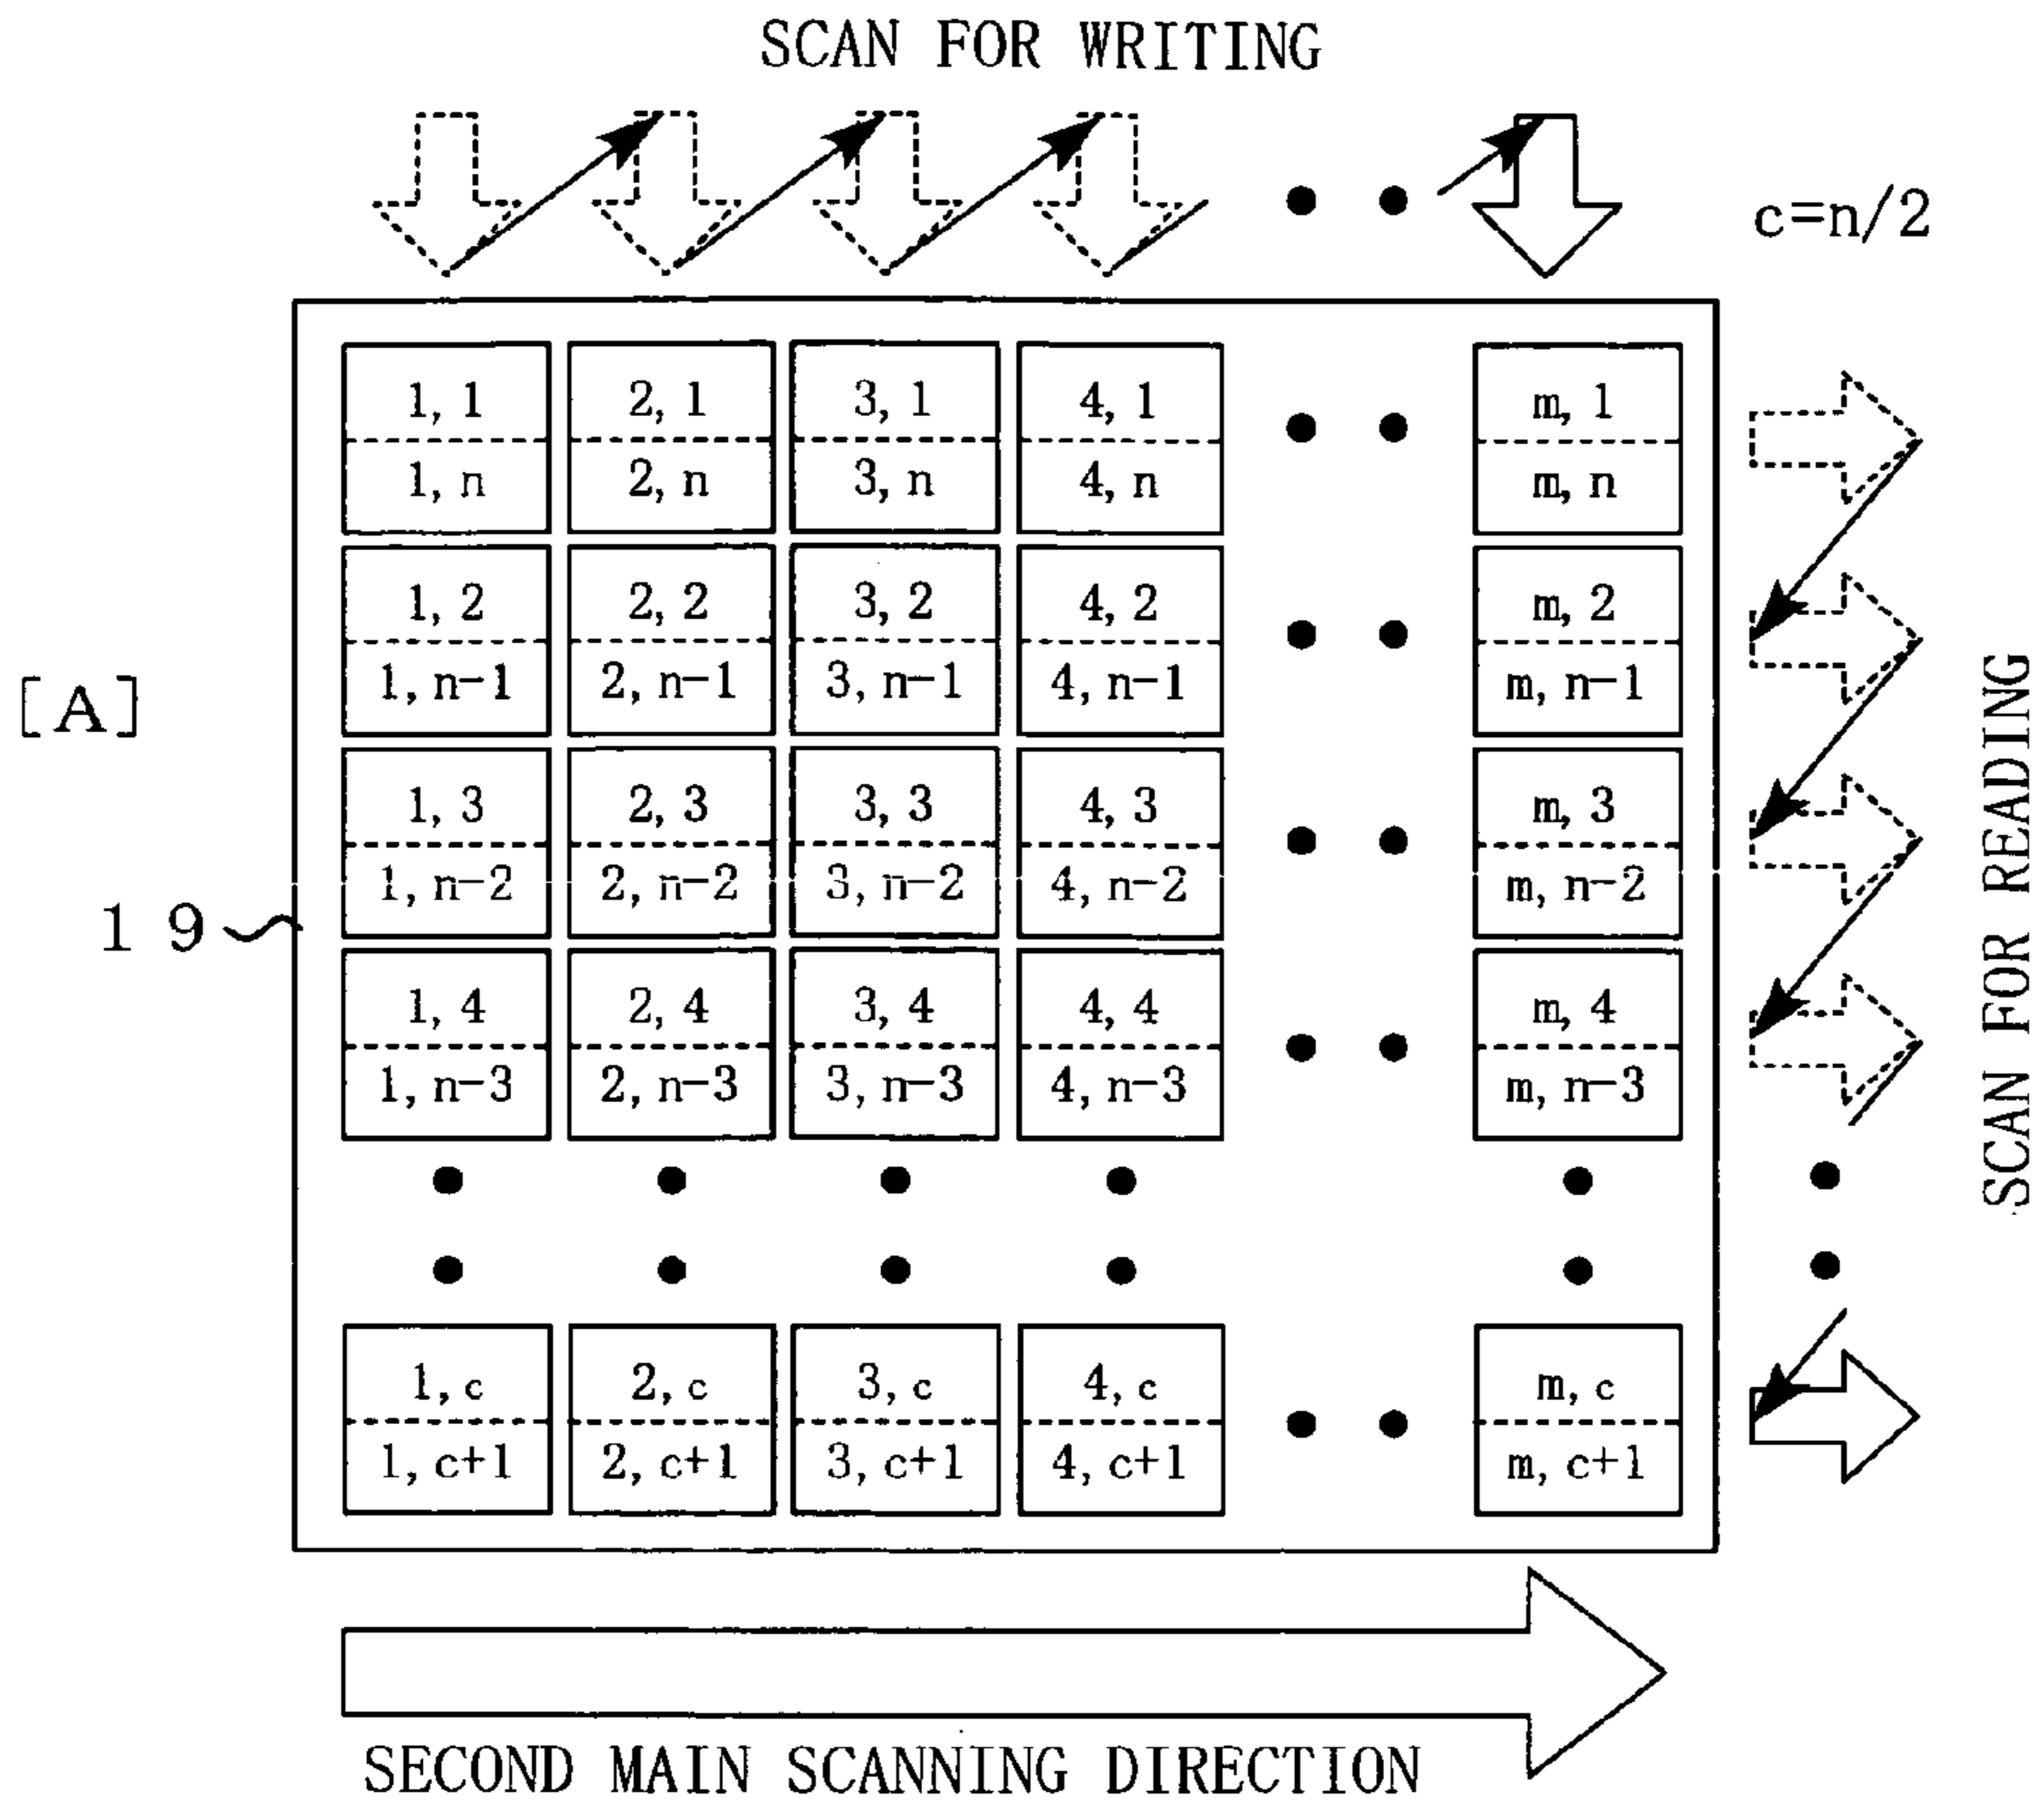 SCAN FOR WRITING
c=n/2
1,1 2,1 3,1 4,1 m,1
1,n 2,n 3,n 4,n m,n
1,2 2,2 3,2 4,2 m,2
1,n-1 2,n-1 3,n-1 4,n-1 m,n-1
[A]
1,3 2,3 3,3 4,3 m,3
1,n-2 2,n-2 3,n-2 4,n-2 m,n-2
19
1,4 2,4 3,4 4,4 m,4
1,n-3 2,n-3 3,n-3 4,n-3 m,n-3
SCAN FOR READING
1,c 2,c 3,c 4,c m,c
1,c+1 2,c+1 3,c+1 4,c+1 m,c+1
SECOND MAIN SCANNING DIRECTION